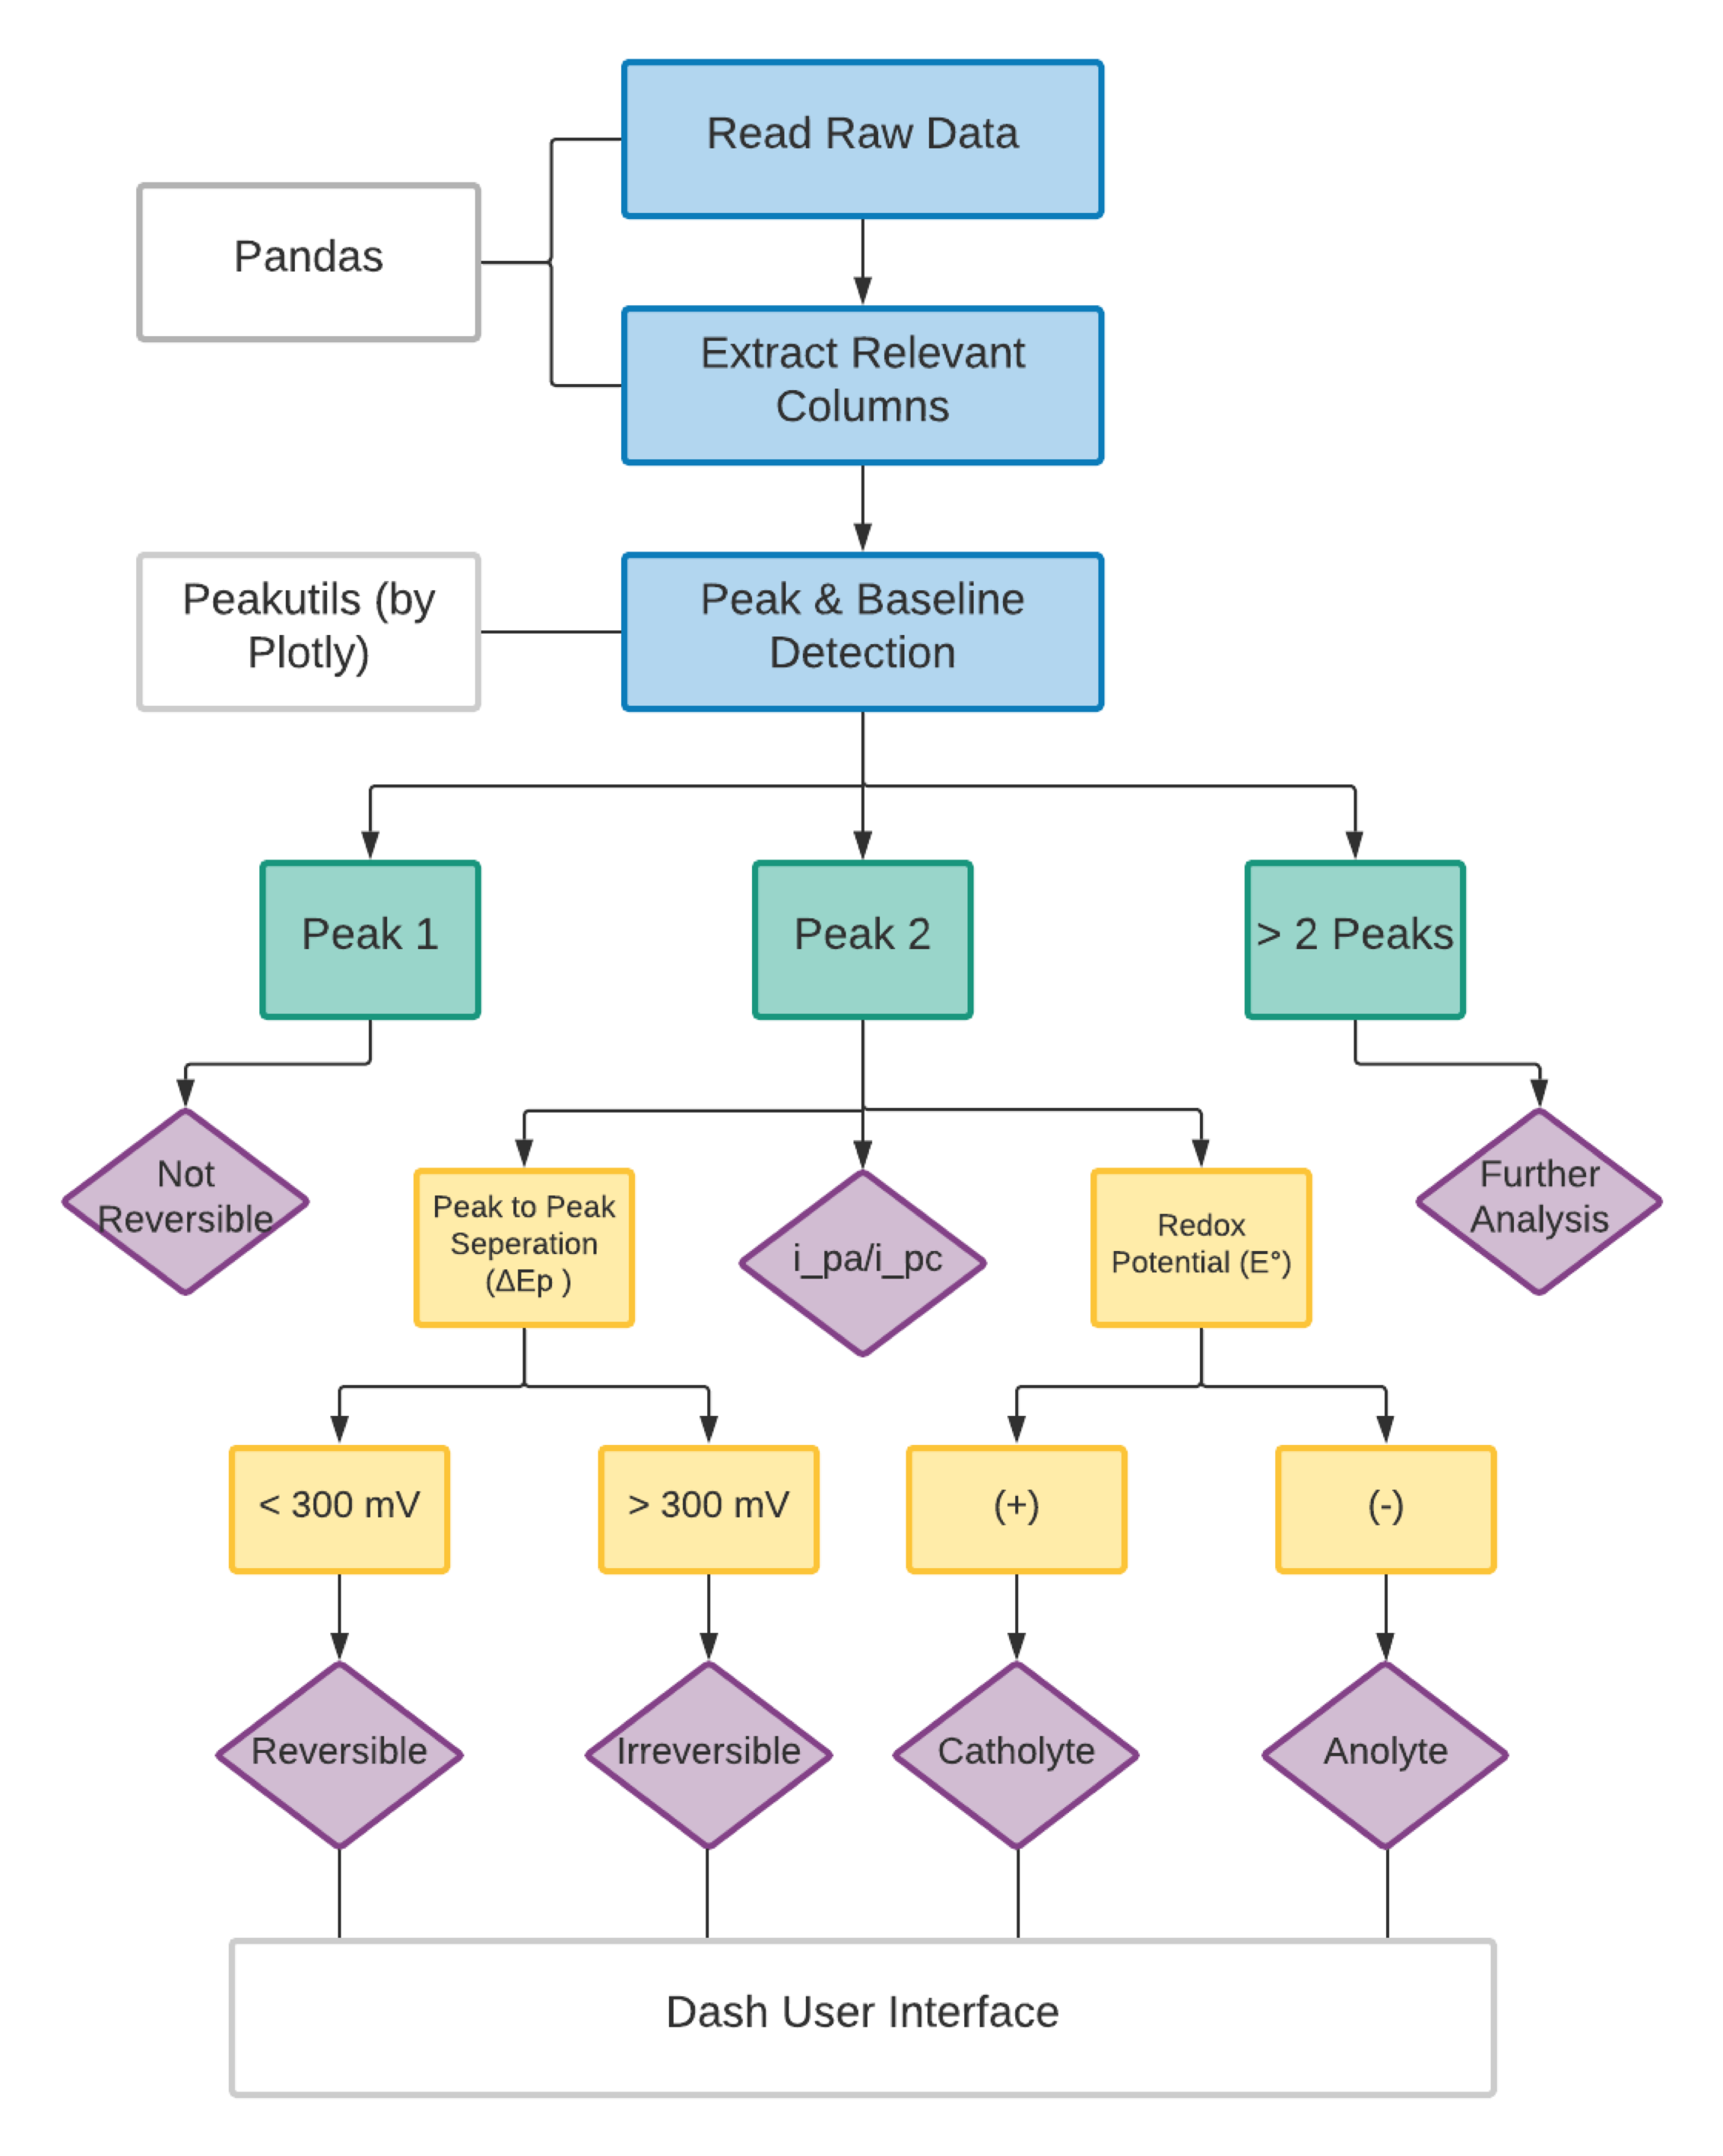 Read Raw Data
Pandas
Extract Relevant
Columns
Peakutils (by
Plotly)
Peak & Baseline
Detection
Peak 1
Peak 2
> 2 Peaks
Not
Reversible
Peak to Peak
Seperation
(ΔEp )
i_pa/i_pc
Redox
Potential (E°)
Further
Analysis
< 300 mV
> 300 mV
(+)
(-)
Reversible
Irreversible
Catholyte
Anolyte
Dash User Interface